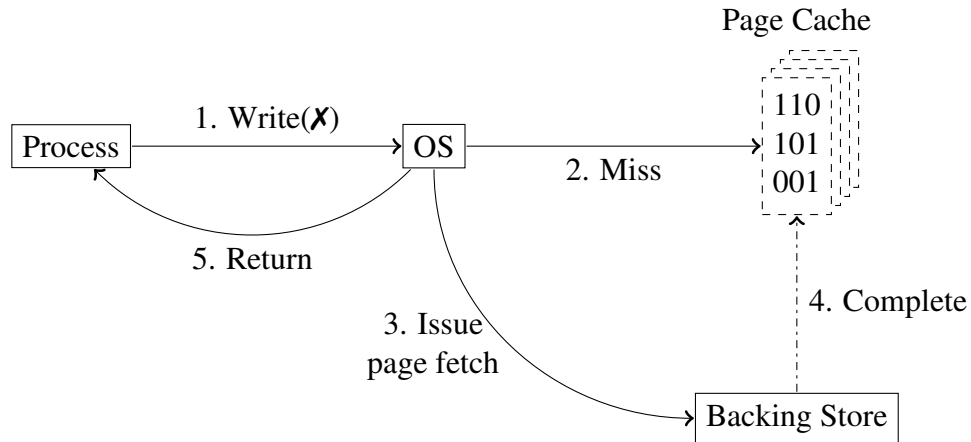 Page Cache
110
1. Write(✗)
Process
OS
101
2. Miss
001
5. Return
4. Complete
3. Issue
page fetch
Backing Store